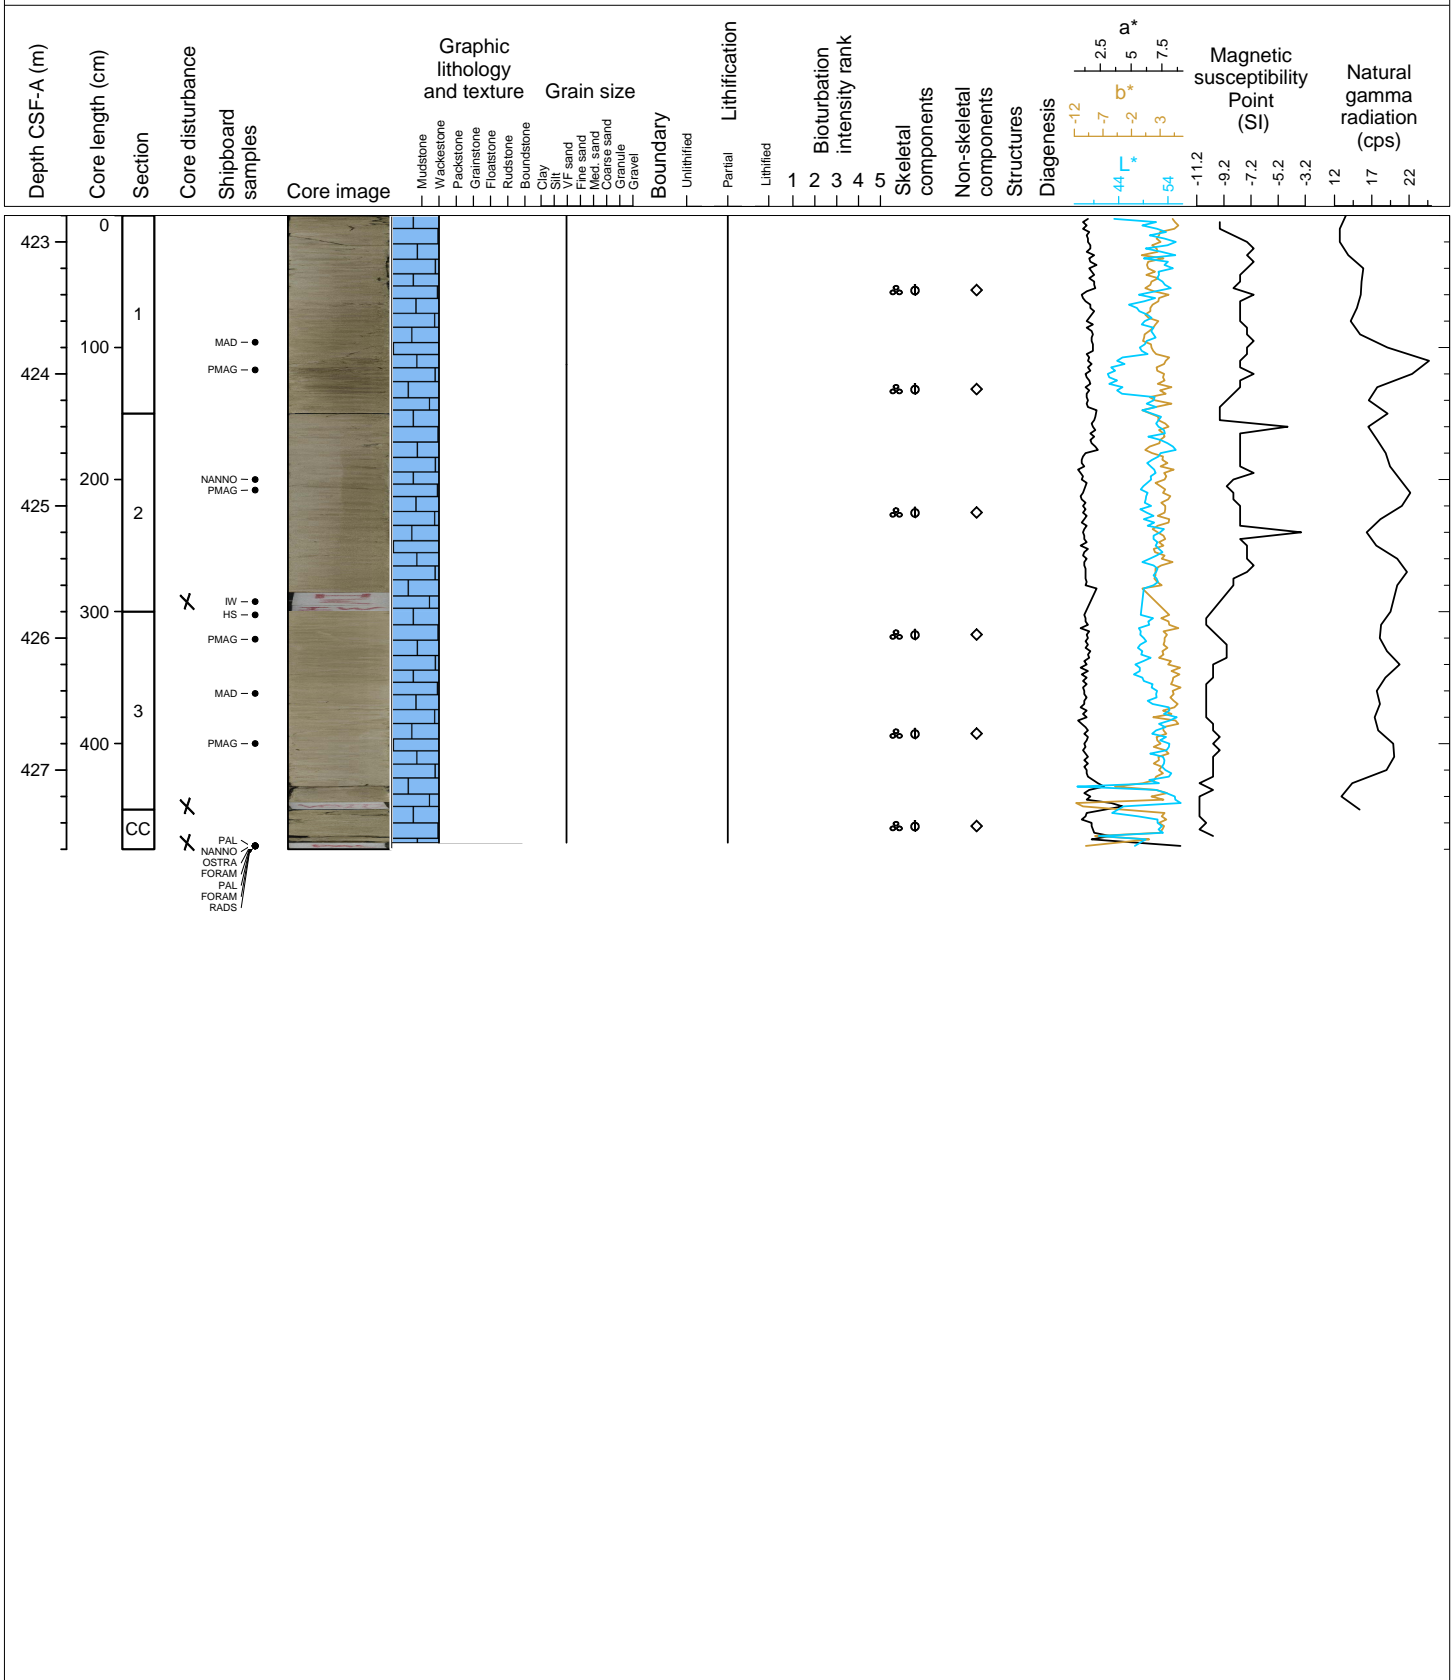 Depth CSF-A (m)
Core length (cm)
Section
Core disturbance
Shipboard
samples
Core image
Graphic
lithology
and texture
Mudstone
Wackestone
Packstone
Grainstone
Floatstone
Rudstone
Boundstone
Grain size
Clay
Silt
VF sand
Fine sand
Med. sand
Coarse sand
Granule
Gravel
Boundary
Lithification
Unlithified
Partial
Lithified
Bioturbation
intensity rank
1 2 3 4 5
Skeletal
components
Non-skeletal
components
Structures
Diagenesis
a*
2.5 5 7.5
b*
-12 -7 -2 3
L*
44 54
Magnetic
susceptibility
Point
(SI)
-11.2 -9.2 -7.2 -5.2 -3.2
Natural
gamma
radiation
(cps)
12 17 22
0
423
1
MAD
100
PMAG
424
NANNO
200
PMAG
425
2
IW
300
HS
426
PMAG
MAD
3
400
PMAG
427
CC
PAL
NANNO
OSTRA
FORAM
PAL
FORAM
RADS